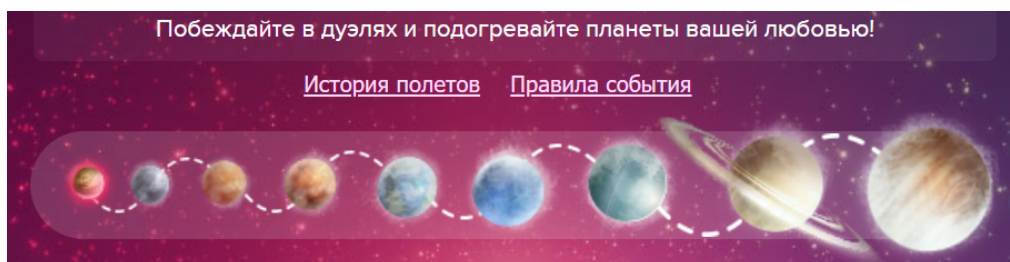 Побеждайте в дуэлях и подогревайте планеты вашей любовью!
История полетов Правила события